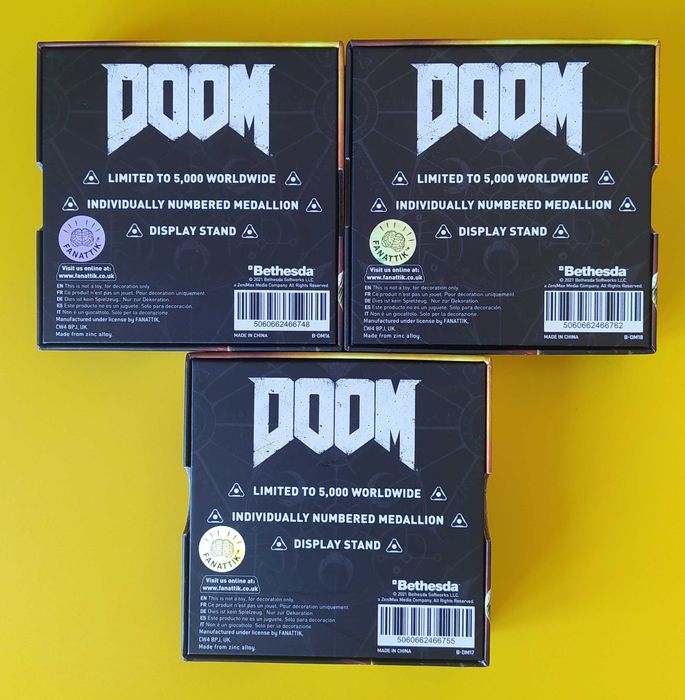 DOOM
LIMITED TO 5,000 WORLDWIDE
INDIVIDUALLY NUMBERED MEDALLION
DISPLAY STAND
FANATTIK™
Visit us online at:
www.fanattik.co.uk
EN This is not a toy, for decoration only.
FR Ce produit n'est pas un jouet. Pour décoration uniquement.
DE Dies ist kein Spielzeug . Nur zur Dekoration.
ES Este producto no es un juguete. Solo para decoración.
IT Non è un giocattolo. Solo per la decorazione
Manufactured under license by FANATTIK,
CW4 8PJ, UK.
Made from zinc alloy.
Bethesda
© 2021 Bethesda Softworks LLC,
a ZeniMax Media Company. All Rights Reserved.
5060662466748
MADE IN CHINA
B-DM16
DOOM
LIMITED TO 5,000 WORLDWIDE
INDIVIDUALLY NUMBERED MEDALLION
DISPLAY STAND
FANATTIK™
Visit us online at:
www.fanattik.co.uk
EN This is not a toy, for decoration only.
FR Ce produit n'est pas un jouet. Pour décoration uniquement.
DE Dies ist kein Spielzeug . Nur zur Dekoration.
ES Este producto no es un juguete. Solo para decoración.
IT Non è un giocattolo. Solo per la decorazione
Manufactured under license by FANATTIK,
CW4 8PJ, UK.
Made from zinc alloy.
Bethesda
© 2021 Bethesda Softworks LLC,
a ZeniMax Media Company. All Rights Reserved.
5060662466762
MADE IN CHINA
B-DM18
DOOM
LIMITED TO 5,000 WORLDWIDE
INDIVIDUALLY NUMBERED MEDALLION
DISPLAY STAND
FANATTIK™
Visit us online at:
www.fanattik.co.uk
EN This is not a toy, for decoration only.
FR Ce produit n'est pas un jouet. Pour décoration uniquement.
DE Dies ist kein Spielzeug . Nur zur Dekoration.
ES Este producto no es un juguete. Solo para decoración.
IT Non è un giocattolo. Solo per la decorazione
Manufactured under license by FANATTIK,
CW4 8PJ, UK.
Made from zinc alloy.
Bethesda
© 2021 Bethesda Softworks LLC,
a ZeniMax Media Company. All Rights Reserved.
5060662466755
MADE IN CHINA
B-DM17